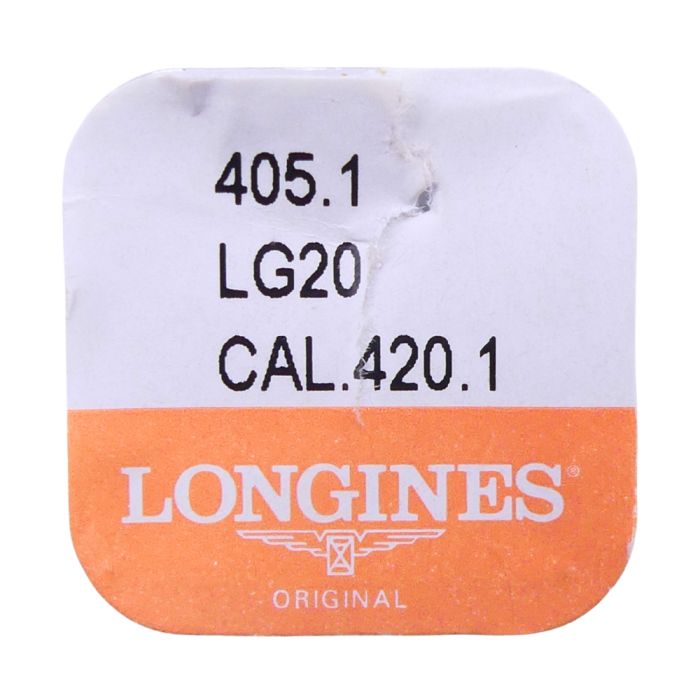 405.1
LG20
CAL.420.1
LONGINES®
ORIGINAL